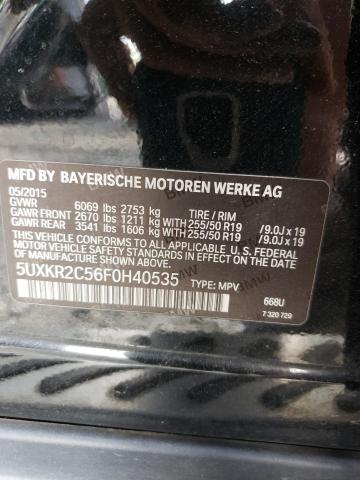 MFD BY BAYERISCHE MOTOREN WERKE AG
05/2015
GVWR 6069 lbs 2753 kg TIRE / RIM
GAWR FRONT 2670 lbs 1211 kg WITH 255/50 R19 /9.0J x 19
GAWR REAR 3541 lbs 1606 kg WITH 255/50 R19 /9.0J x 19
THIS VEHICLE CONFORMS TO ALL APPLICABLE U. S. FEDERAL
MOTOR VEHICLE SAFETY STANDARDS IN EFFECT ON THE
DATE OF MANUFACTURE SHOWN ABOVE.
5UXKR2C56F0H40535 TYPE: MPV 668U
7 320 729